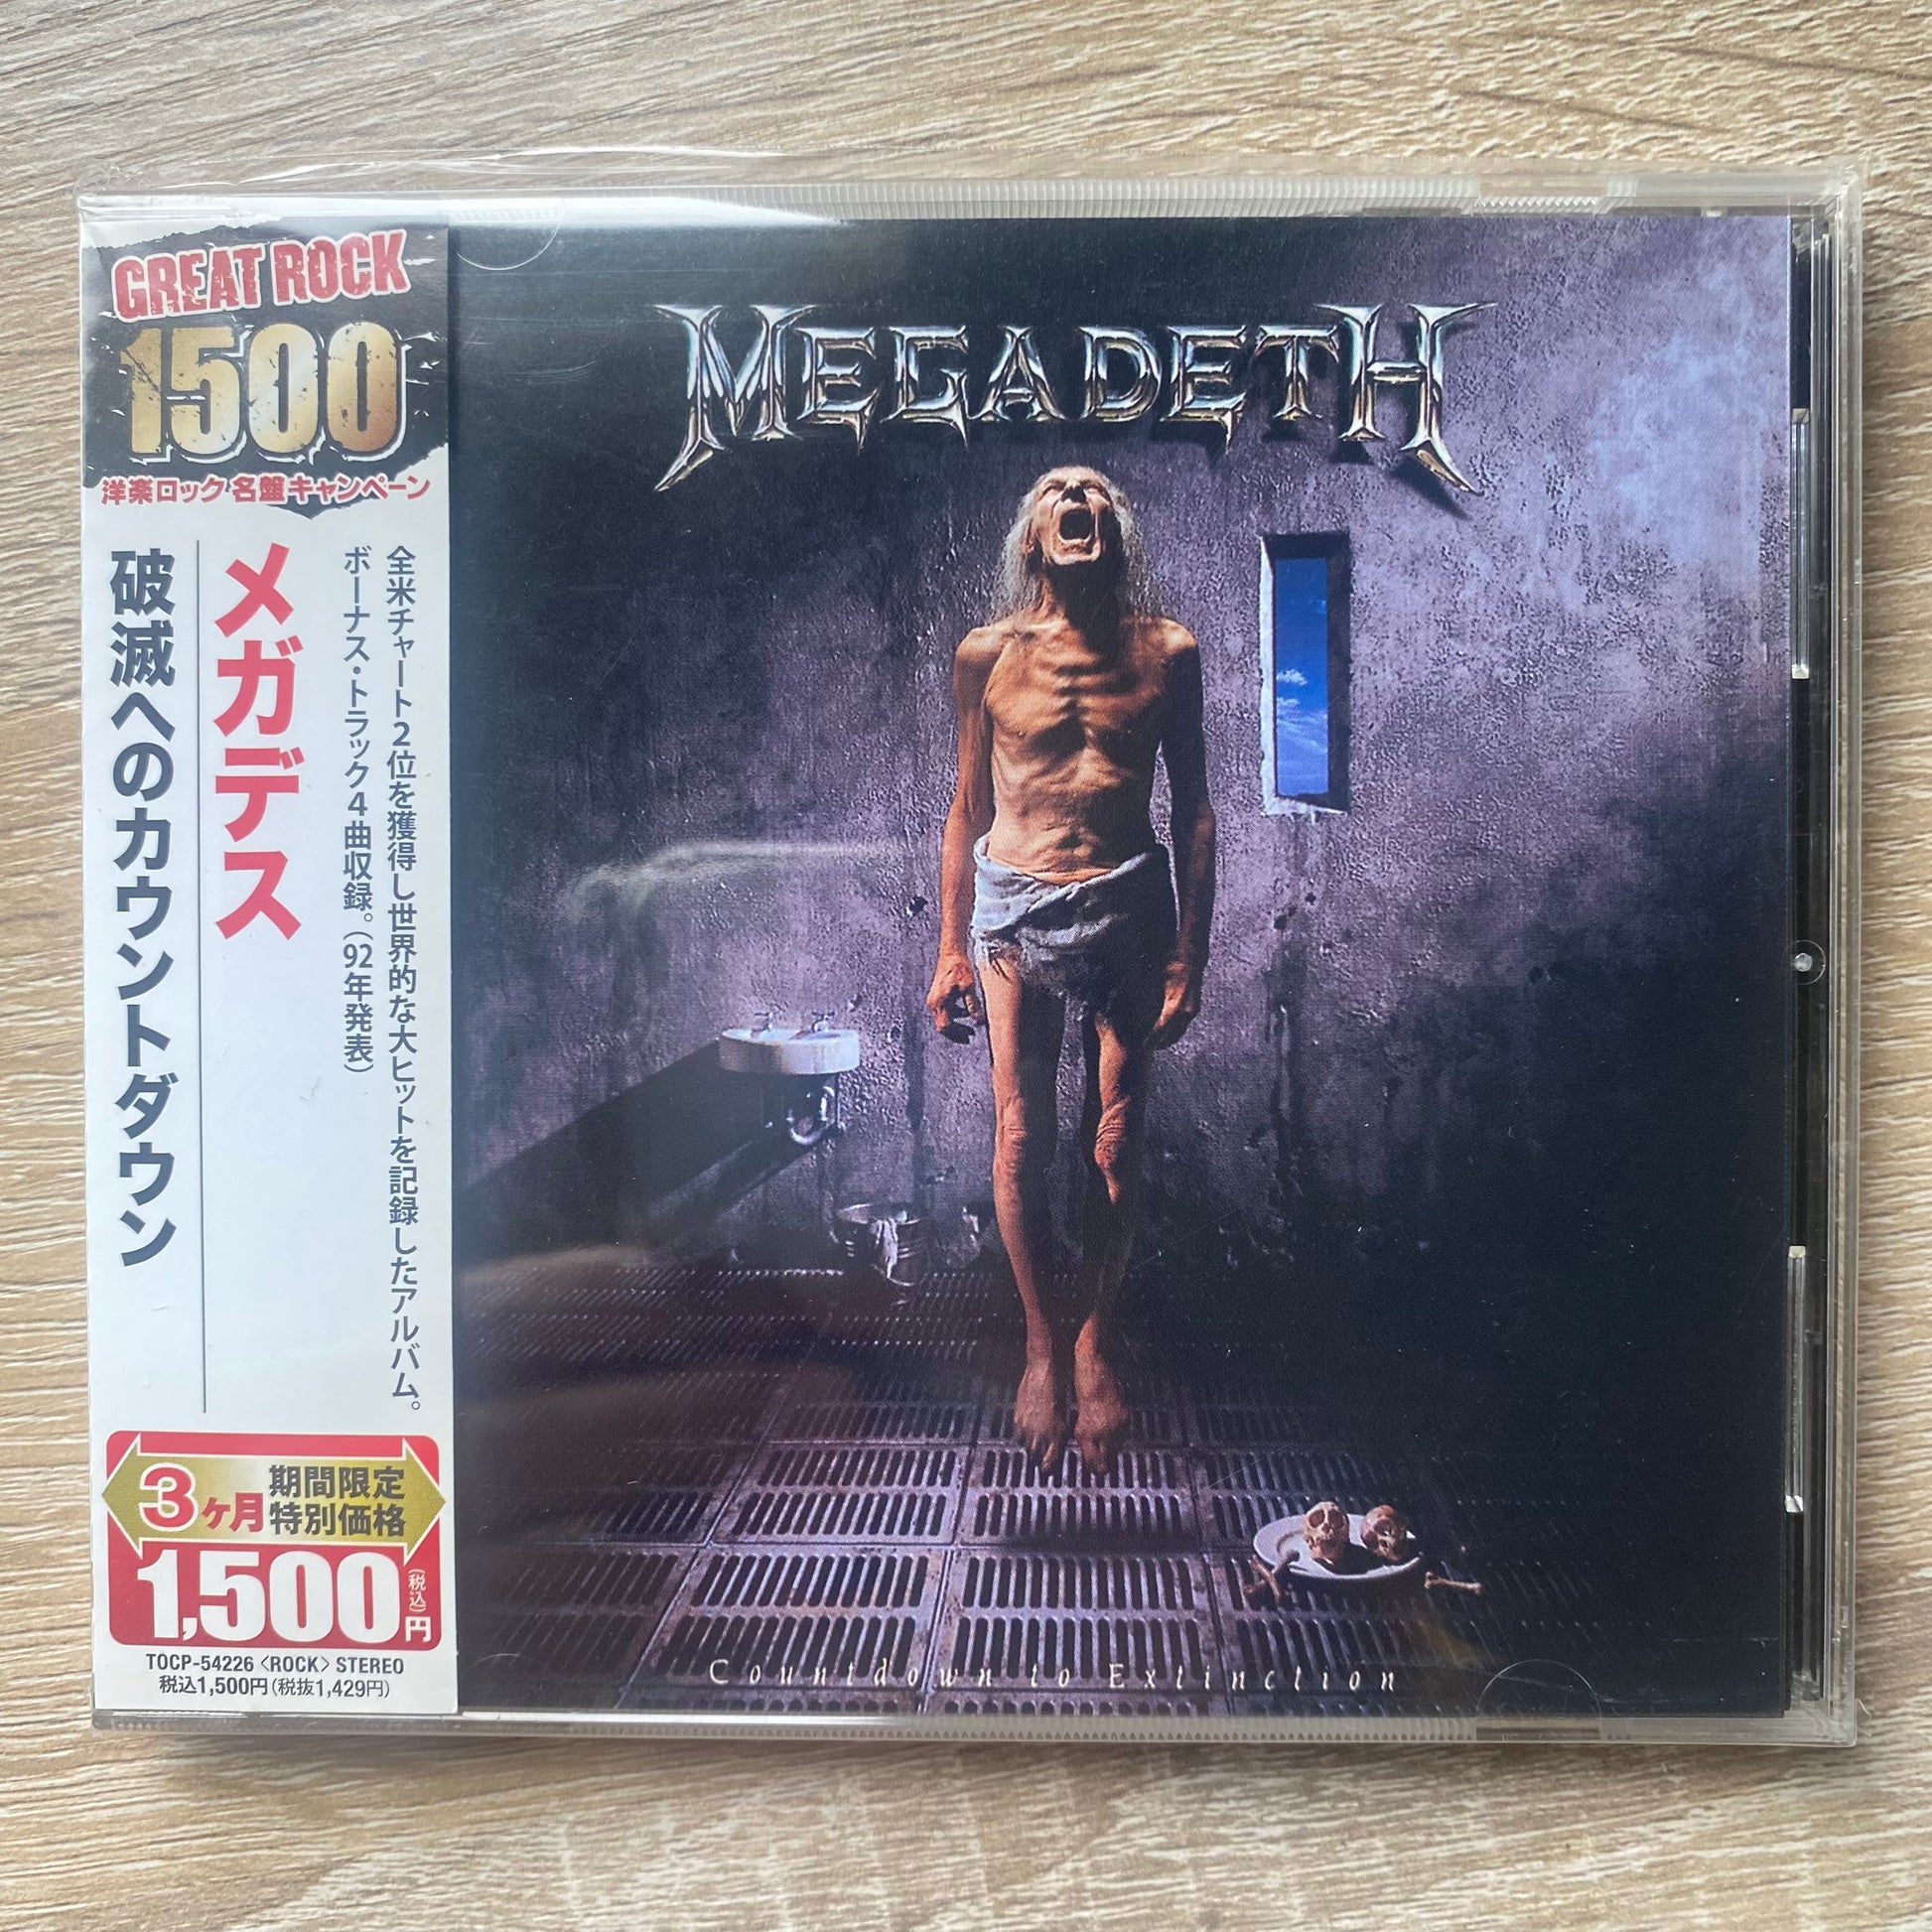 GREAT ROCK
1500
洋楽ロック 名盤キャンペーン
全米チャート2位を獲得し世界的な大ヒットを記録したアルバム。
ボーナス・トラック4曲収録。(92年発表)
メガデス
破滅へのカウントダウン
3ヶ月
期間限定
特別価格
1,500円(税込)
TOCP-54226〈ROCK〉STEREO
税込1,500円(税抜1,429円)
MEGADETH
Countdown to Extinction